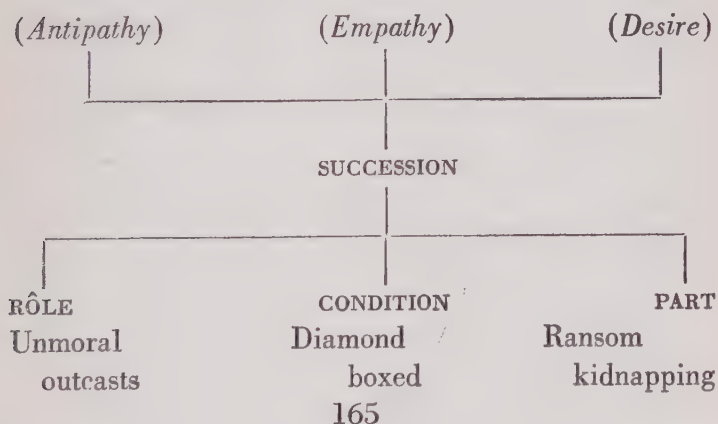 (Antipathy) (Empathy) (Desire)
SUCCESSION
RÔLE CONDITION PART
Unmoral Diamond Ransom
outcasts boxed kidnapping
165